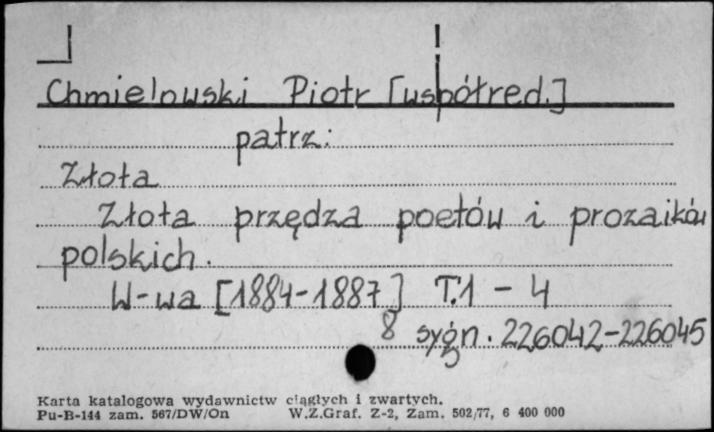 Chmielowski Piotr [współred.]
patrz:
Złota
Złota przędza poetów i prozaików
polskich.
W-wa [1884-1887] T.1 - 4
8 sygn. 226042-226045
Karta katalogowa wydawnictw ciągłych i zwartych.
Pu-B-144 zam. 567/DW/On W.Z.Graf. Z-2, Zam. 502/77, 6 400 000